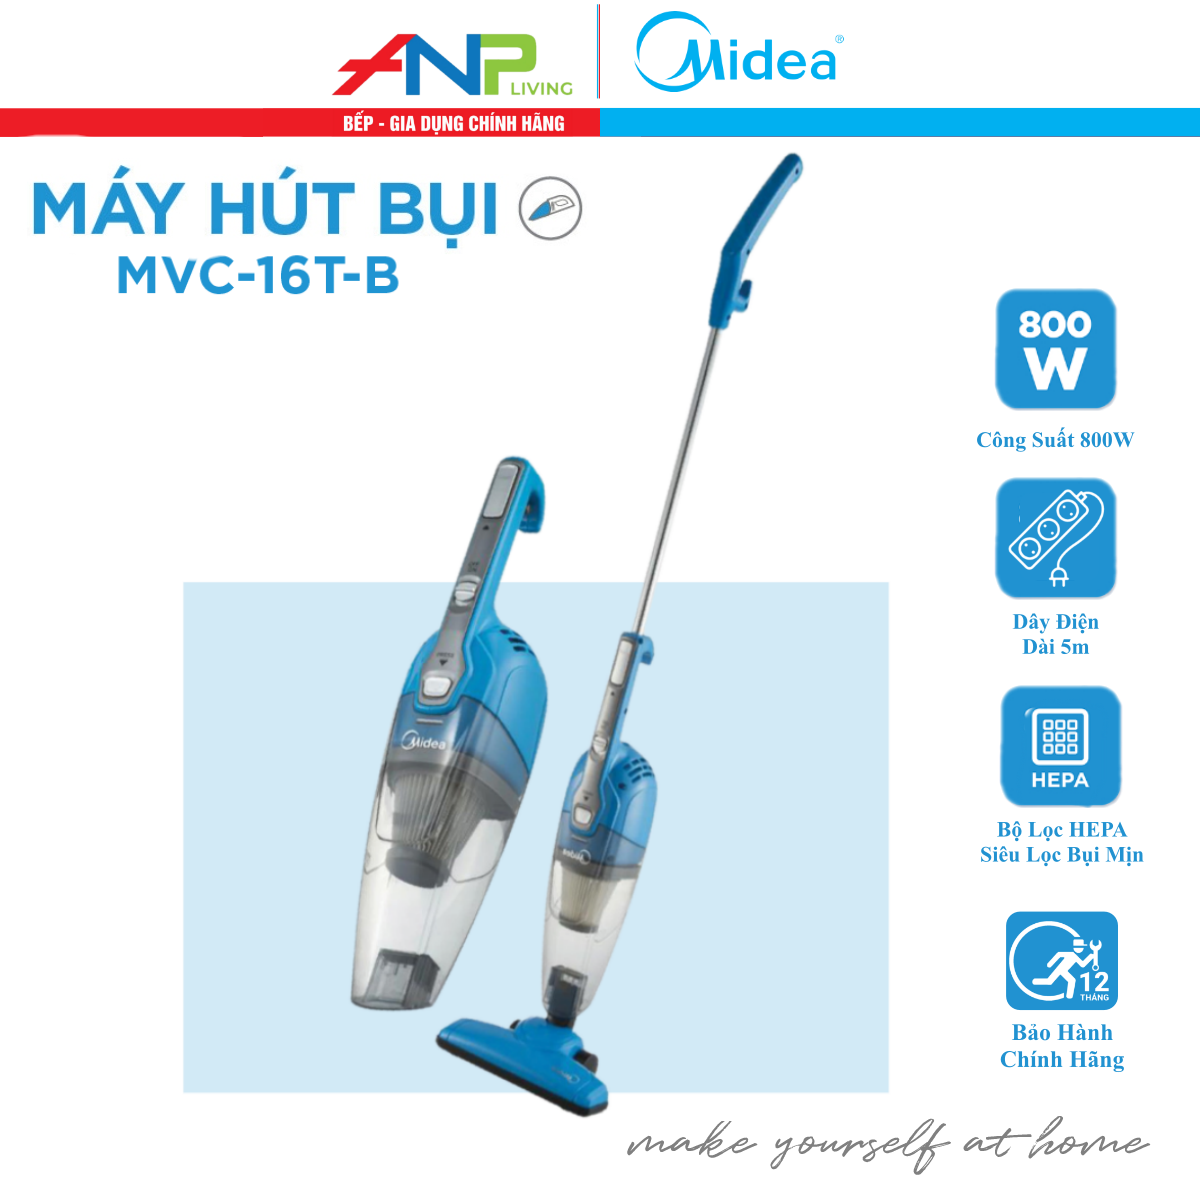 ANP
LIVING
Midea®
BẾP - GIA DỤNG CHÍNH HÃNG
MÁY HÚT BỤI
MVC-16T-B
800
W
Công Suất 800W
Dây Điện
Dài 5m
HEPA
Bộ Lọc HEPA
Siêu Lọc Bụi Mịn
12
THÁNG
Bảo Hành
Chính Hãng
Midea
Midea
make yourself at home